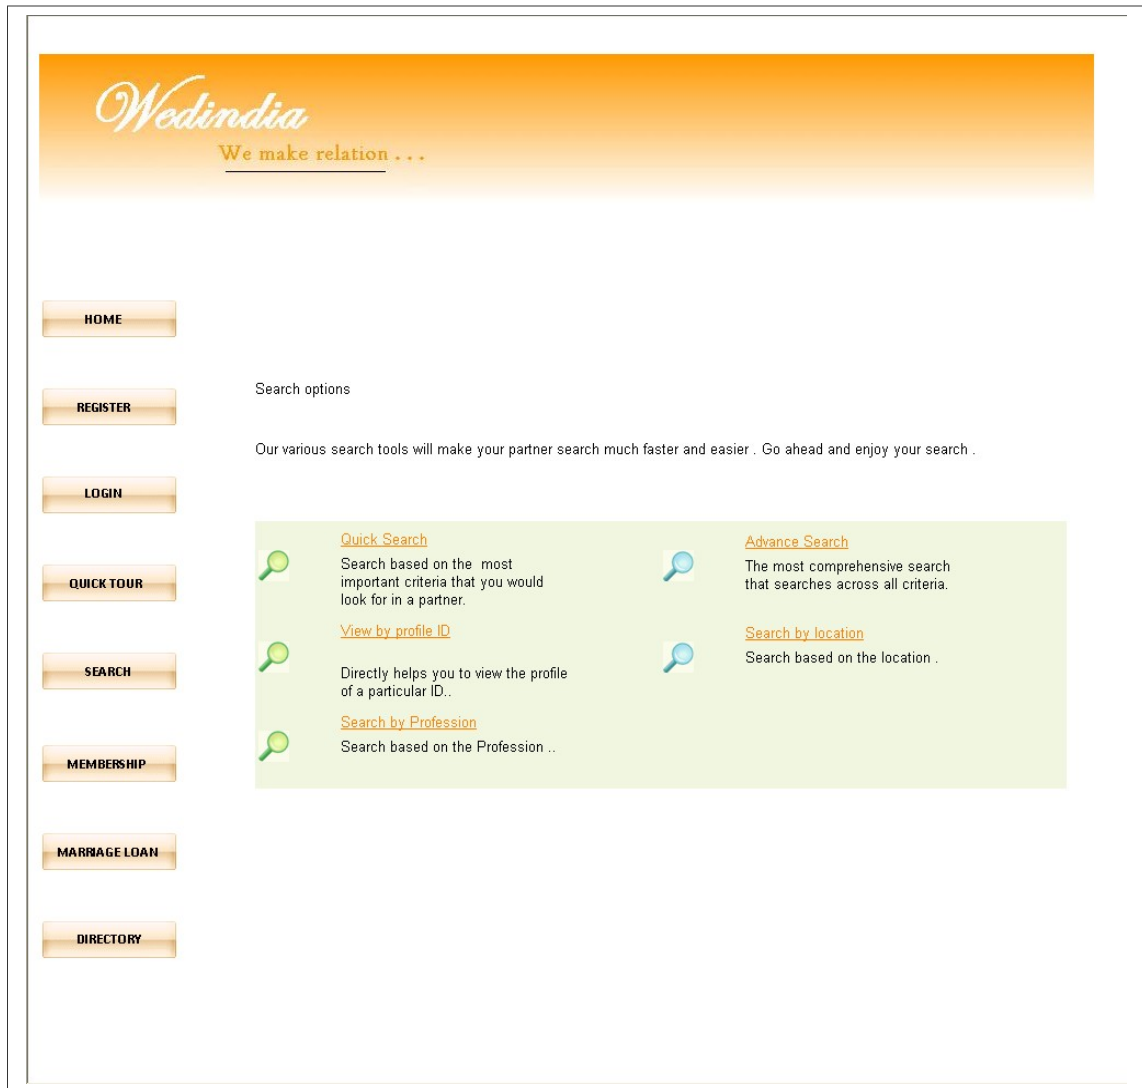 Wedindia
We make relation . . .
HOME
REGISTER
LOGIN
QUICK TOUR
SEARCH
MEMBERSHIP
MARRIAGE LOAN
DIRECTORY
Search options
Our various search tools will make your partner search much faster and easier . Go ahead and enjoy your search .
Quick Search
Search based on the  most
important criteria that you would
look for in a partner.
Advance Search
The most comprehensive search
that searches across all criteria.
View by profile ID
Directly helps you to view the profile
of a particular ID..
Search by location
Search based on the location .
Search by Profession
Search based on the Profession ..